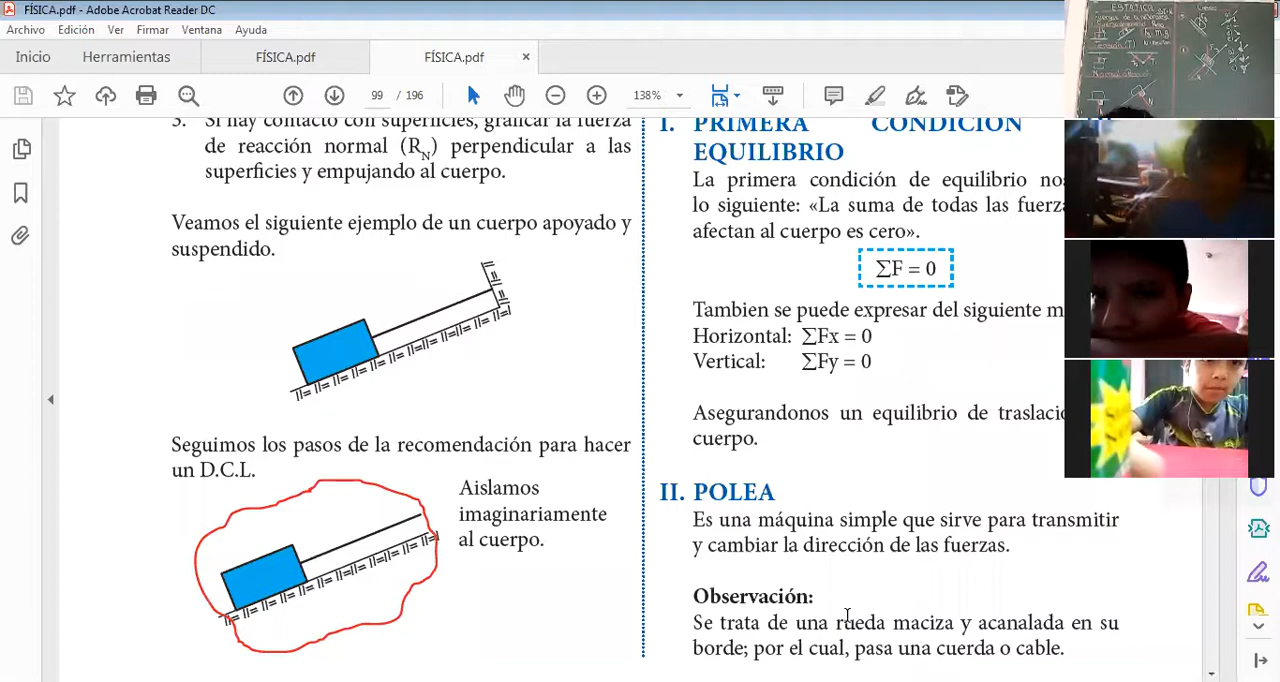 FÍSICA.pdf - Adobe Acrobat Reader DC
Archivo Edición Ver Firmar Ventana Ayuda
Inicio Herramientas FÍSICA.pdf FÍSICA.pdf ×
99 / 196 138%
3. Si hay contacto con superficies, graficar la fuerza
de reacción normal (RN) perpendicular a las
superficies y empujando al cuerpo.
Veamos el siguiente ejemplo de un cuerpo apoyado y
suspendido.
Seguimos los pasos de la recomendación para hacer
un D.C.L.
Aislamos
imaginariamente
al cuerpo.
I. PRIMERA CONDICION
EQUILIBRIO
La primera condición de equilibrio
lo siguiente: «La suma de todas las
afectan al cuerpo es cero».
∑F = 0
Tambien se puede expresar del siguiente
Horizontal: ∑Fx = 0
Vertical: ∑Fy = 0
Asegurandonos un equilibrio de
cuerpo.
II. POLEA
Es una máquina simple que sirve para transmitir
y cambiar la dirección de las fuerzas.
Observación:
Se trata de una rueda maciza y acanalada en su
borde; por el cual, pasa una cuerda o cable.
ESTÁTICA